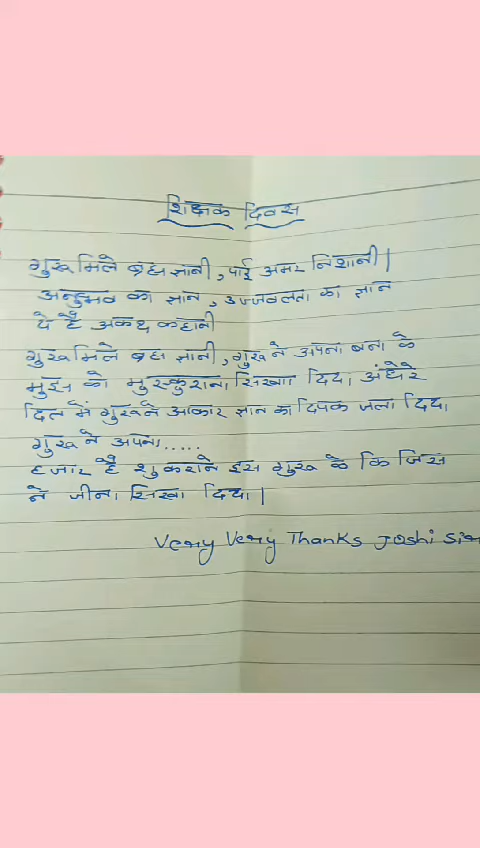 शिक्षक दिवस
गुरू मिले ब्रह्म ज्ञानी, पाई अमर निशानी|
अनुभव का ज्ञान, उज्जवलता का ज्ञान
ये है अकथ कहानी
गुरू मिले ब्रह्म ज्ञानी, गुरू ने अपना बना के
मुझ को मुस्कुराना सिखा दिया, अंधेरे
दिल में गुरू ने आकार ज्ञान का दिपक जला दिया,
गुरू ने अपना.....
हजार है शुकराने इस गुरू के कि जिस
ने जीना सिखा दिया|
Very Very Thanks Joshi Sir